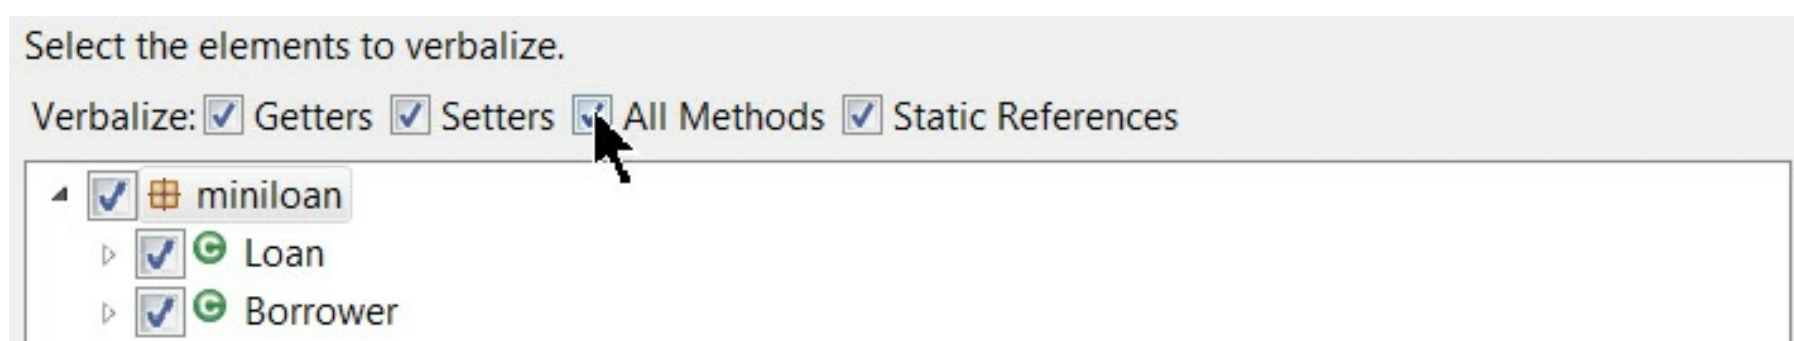 Select the elements to verbalize.
Verbalize: Getters Setters All Methods Static References
miniloan
Loan
Borrower